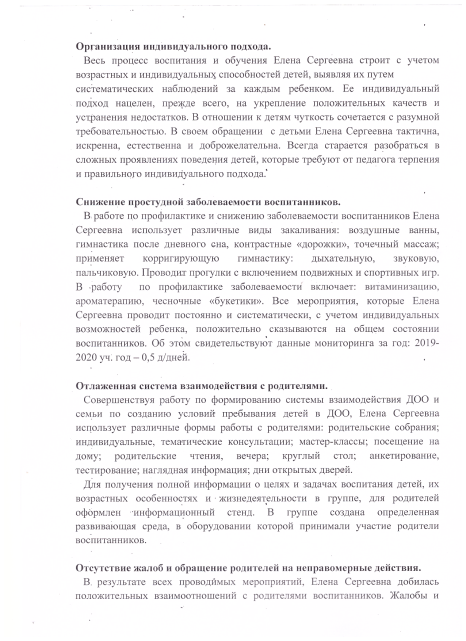 Организация индивидуального подхода.
Весь процесс воспитания и обучения Елена Сергеевна строит с учетом
возрастных и индивидуальных способностей детей, выявляя их путем
систематических наблюдений за каждым ребенком. Ее индивидуальный
подход нацелен, прежде всего, на укрепление положительных качеств и
устранения недостатков. В отношении к детям чуткость сочетается с разумной
требовательностью. В своем обращении с детьми Елена Сергеевна тактична,
искренна, естественна и доброжелательна. Всегда старается разобраться в
сложных проявлениях поведения детей, которые требуют от педагога терпения
и правильного индивидуального подхода.
Снижение простудной заболеваемости воспитанников.
В работе по профилактике и снижению заболеваемости воспитанников Елена
Сергеевна использует различные виды закаливания: воздушные ванны,
гимнастика после дневного сна, контрастные «дорожки», точечный массаж;
применяет корригирующую гимнастику: дыхательную, звуковую,
пальчиковую. Проводит прогулки с включением подвижных и спортивных игр.
В работу по профилактике заболеваемости включает: витаминизацию,
ароматерапию, чесночные «букетики». Все мероприятия, которые Елена
Сергеевна проводит постоянно и систематически, с учетом индивидуальных
возможностей ребенка, положительно сказываются на общем состоянии
воспитанников. Об этом свидетельствуют данные мониторинга за год: 2019-
2020 уч. год – 0,5 д/дней.
Отлаженная система взаимодействия с родителями.
Совершенствуя работу по формированию системы взаимодействия ДОО и
семьи по созданию условий пребывания детей в ДОО, Елена Сергеевна
использует различные формы работы с родителями: родительские собрания;
индивидуальные, тематические консультации; мастер-классы; посещение на
дому; родительские чтения, вечера; круглый стол; анкетирование,
тестирование; наглядная информация; дни открытых дверей.
Для получения полной информации о целях и задачах воспитания детей, их
возрастных особенностях и жизнедеятельности в группе, для родителей
оформлен информационный стенд. В группе создана определенная
развивающая среда, в оборудовании которой принимали участие родители
воспитанников.
Отсутствие жалоб и обращение родителей на неправомерные действия.
В результате всех проводимых мероприятий, Елена Сергеевна добилась
положительных взаимоотношений с родителями воспитанников. Жалобы и